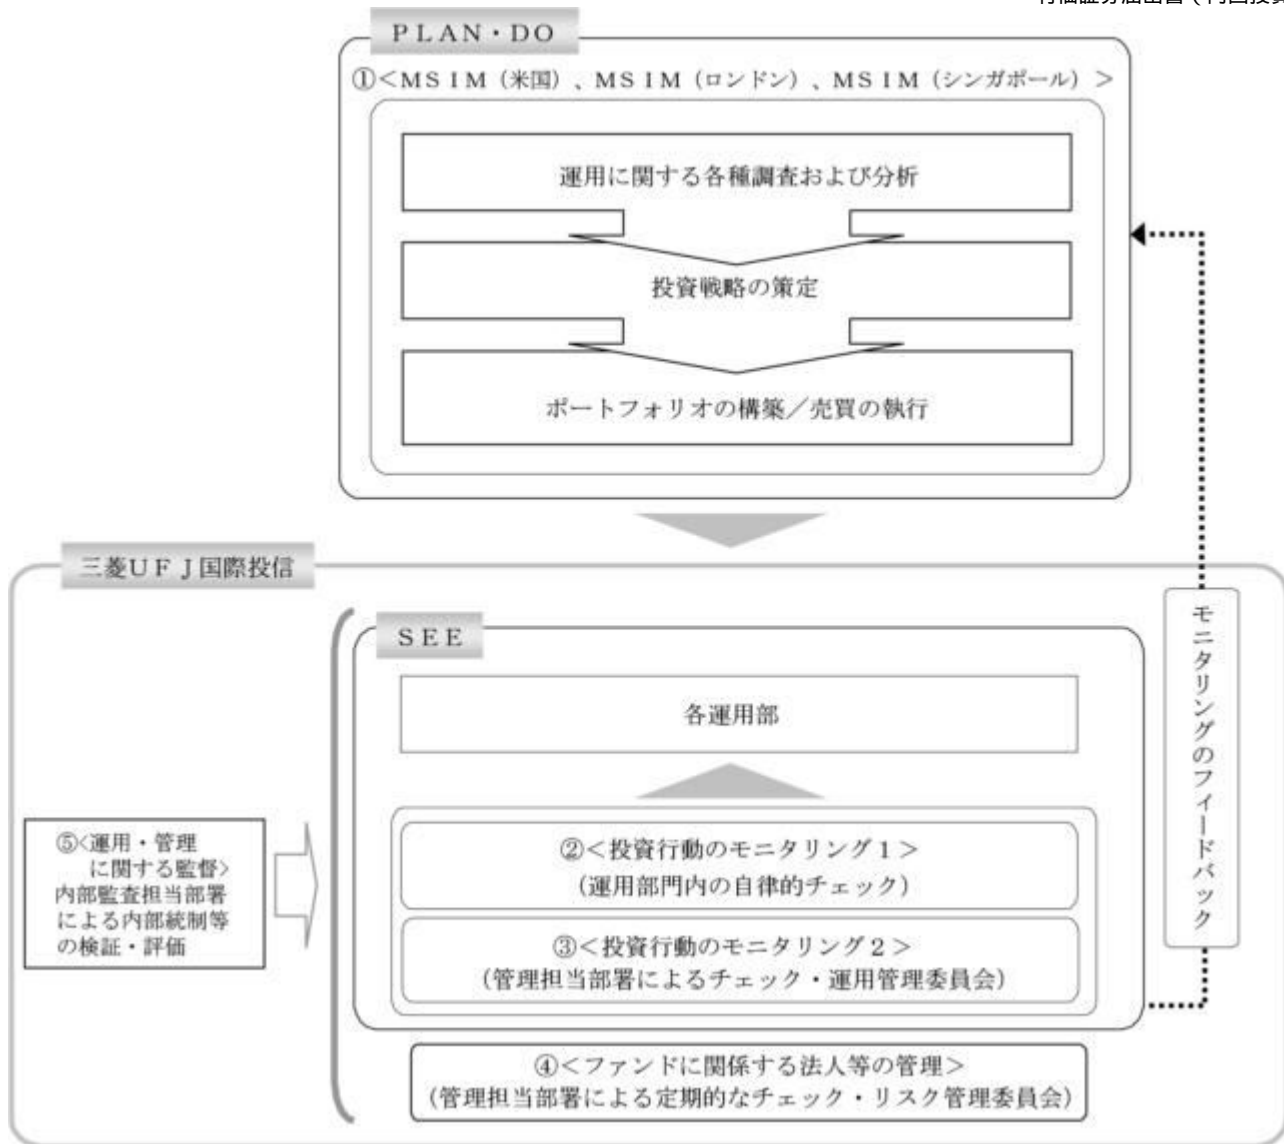 PLAN・DO
①<MSIM（米国）、MSIM（ロンドン）、MSIM（シンガポール）>
運用に関する各種調査および分析
投資戦略の策定
ポートフォリオの構築／売買の執行
三菱UFJ国際投信
SEE
各運用部
②<投資行動のモニタリング1>
（運用部門内の自律的チェック）
③<投資行動のモニタリング2>
（管理担当部署によるチェック・運用管理委員会）
④<ファンドに関係する法人等の管理>
（管理担当部署による定期的なチェック・リスク管理委員会）
⑤<運用・管理
に関する監督>
内部監査担当部署
による内部統制等
の検証・評価
モニタリングのフィードバック